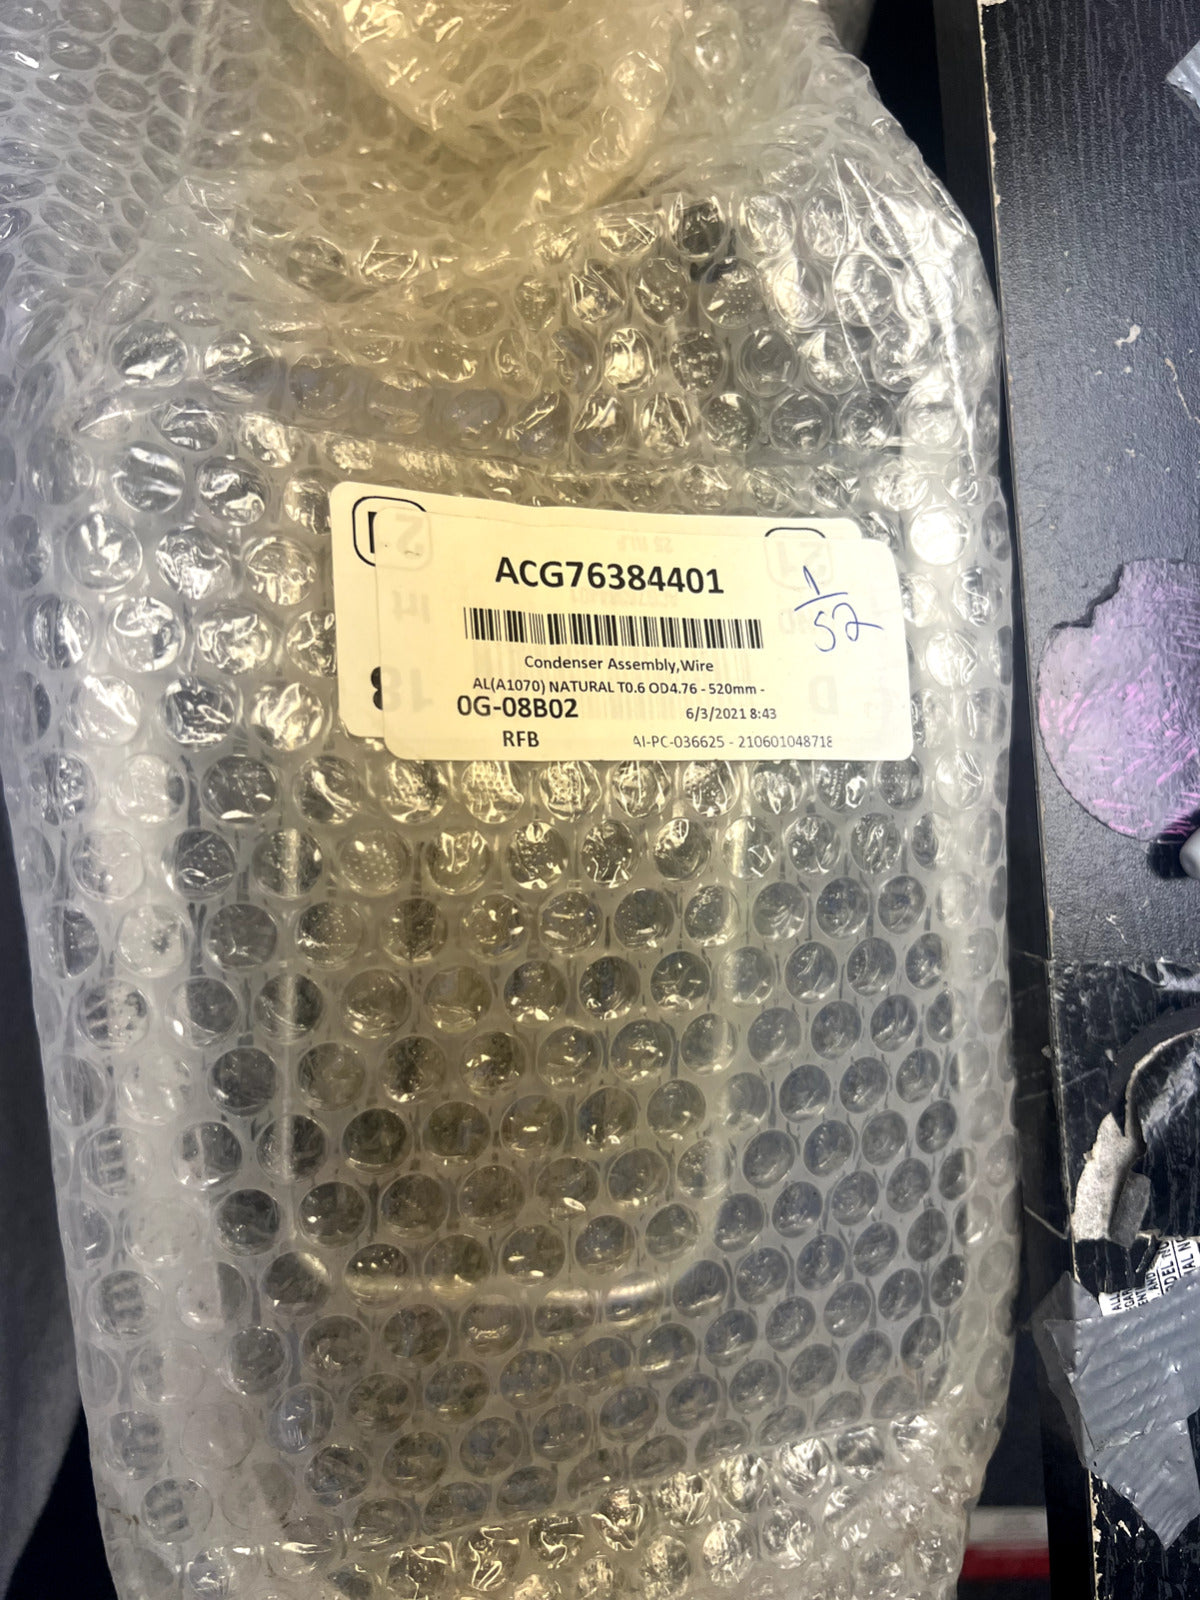 ACG76384401
1/52
Condenser Assembly,Wire
AL(A1070) NATURAL T0.6 OD4.76 - 520mm -
0G-08B02
6/3/2021 8:43
RFB
AI-PC-036625 - 210601048718